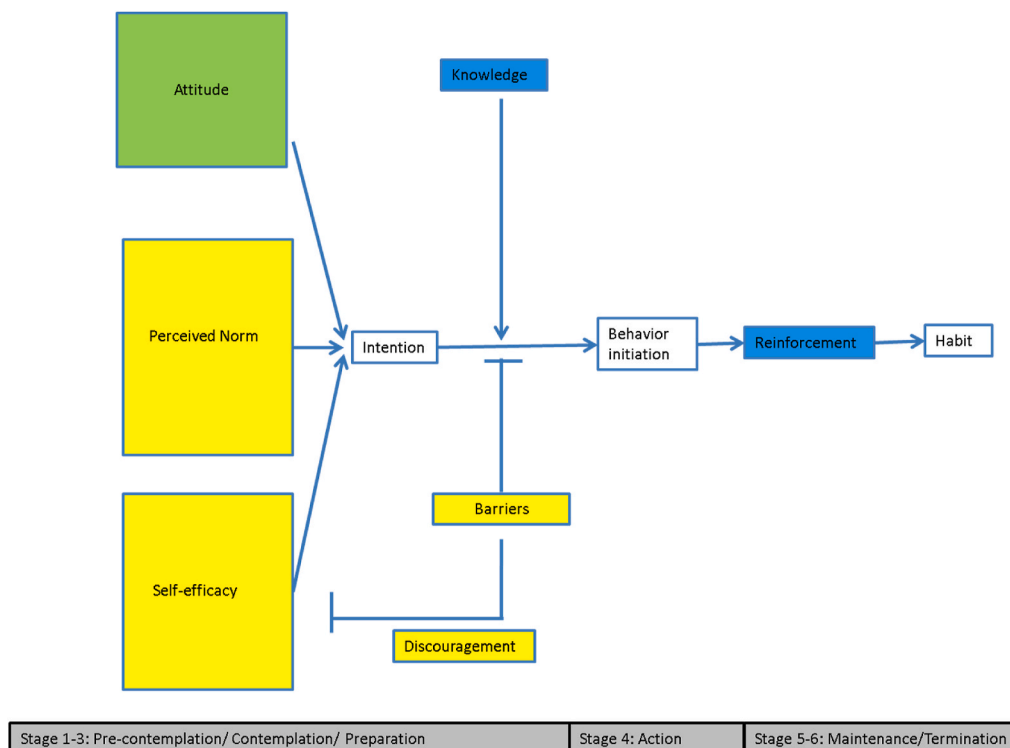 Attitude
Knowledge
Perceived Norm
Intention
Behavior
initiation
Reinforcement
Habit
Barriers
Self-efficacy
Discouragement
Stage 1-3: Pre-contemplation/ Contemplation/ Preparation
Stage 4: Action
Stage 5-6: Maintenance/Termination